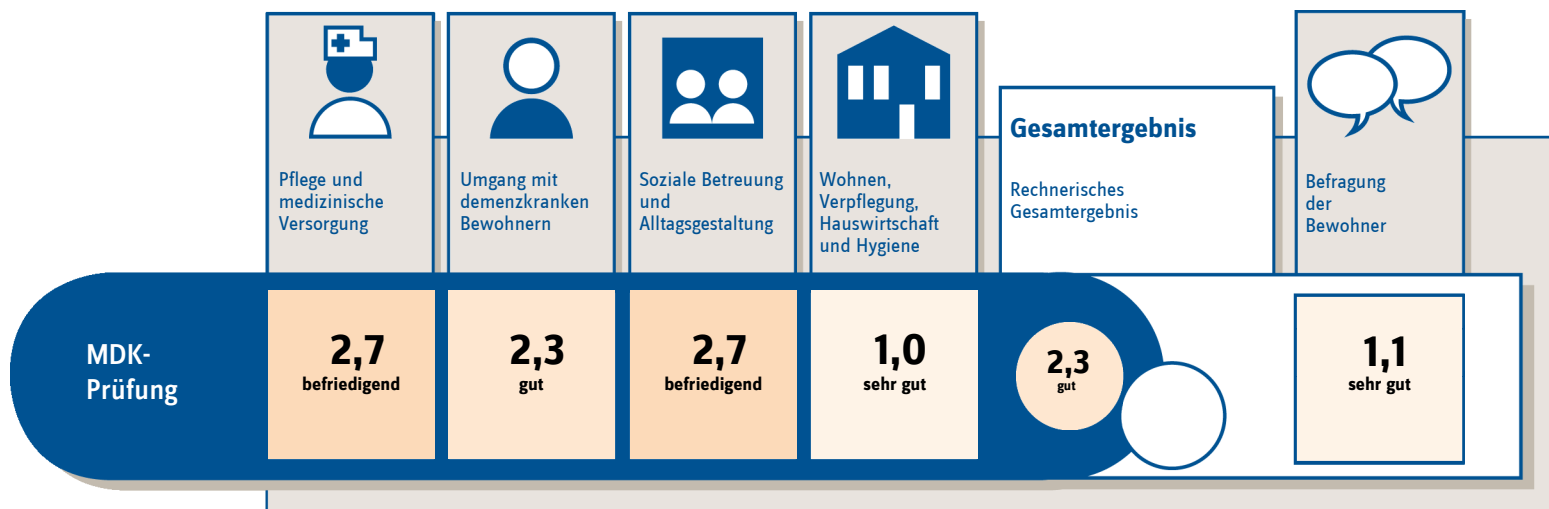 Pflege und
medizinische
Versorgung
Umgang mit
demenzkranken
Bewohnern
Soziale Betreuung
und
Alltagsgestaltung
Wohnen,
Verpflegung,
Hauswirtschaft
und Hygiene
Gesamtergebnis
Rechnerisches
Gesamtergebnis
Befragung
der
Bewohner
MDK-
Prüfung
2,7
befriedigend
2,3
gut
2,7
befriedigend
1,0
sehr gut
2,3
gut
1,1
sehr gut